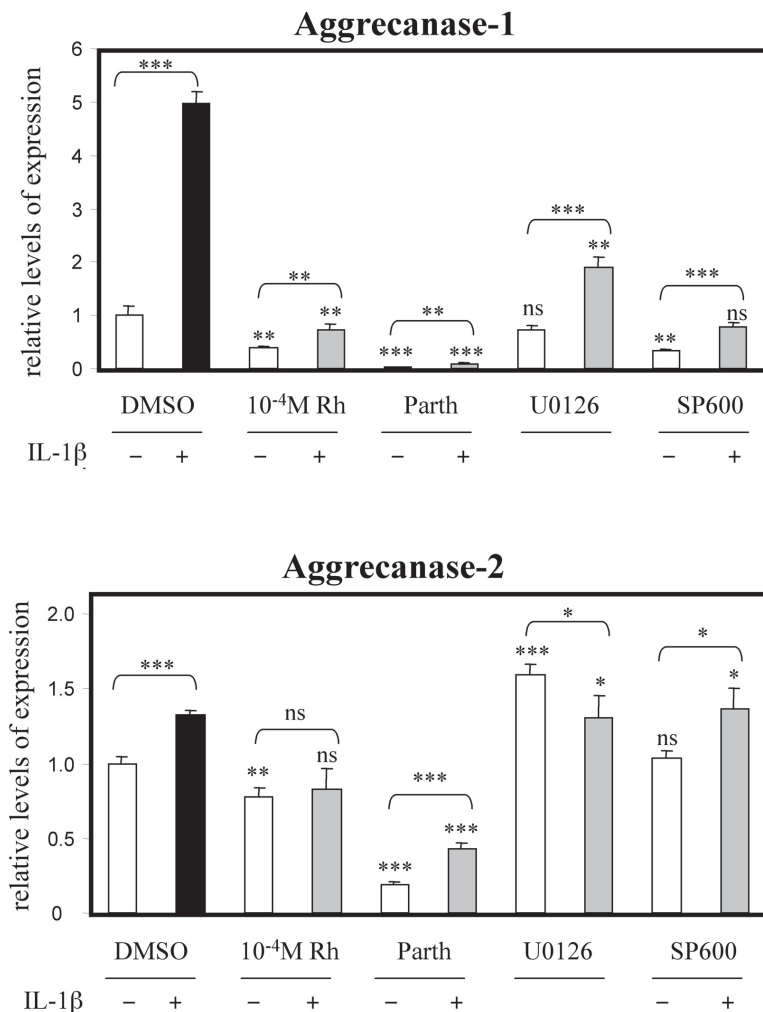 Aggrecanase-1
relative levels of expression
6
5
4
3
2
1
0
***
**
**
**
**
***
***
***
**
ns
***
**
ns
DMSO 10⁻⁴M Rh Parth U0126 SP600
IL-1β − + − + − + − +
Aggrecanase-2
relative levels of expression
2.0
1.5
1.0
0.5
0
***
ns
**
ns
***
***
***
*
***
*
*
ns
*
DMSO 10⁻⁴M Rh Parth U0126 SP600
IL-1β − + − + − + − + − +